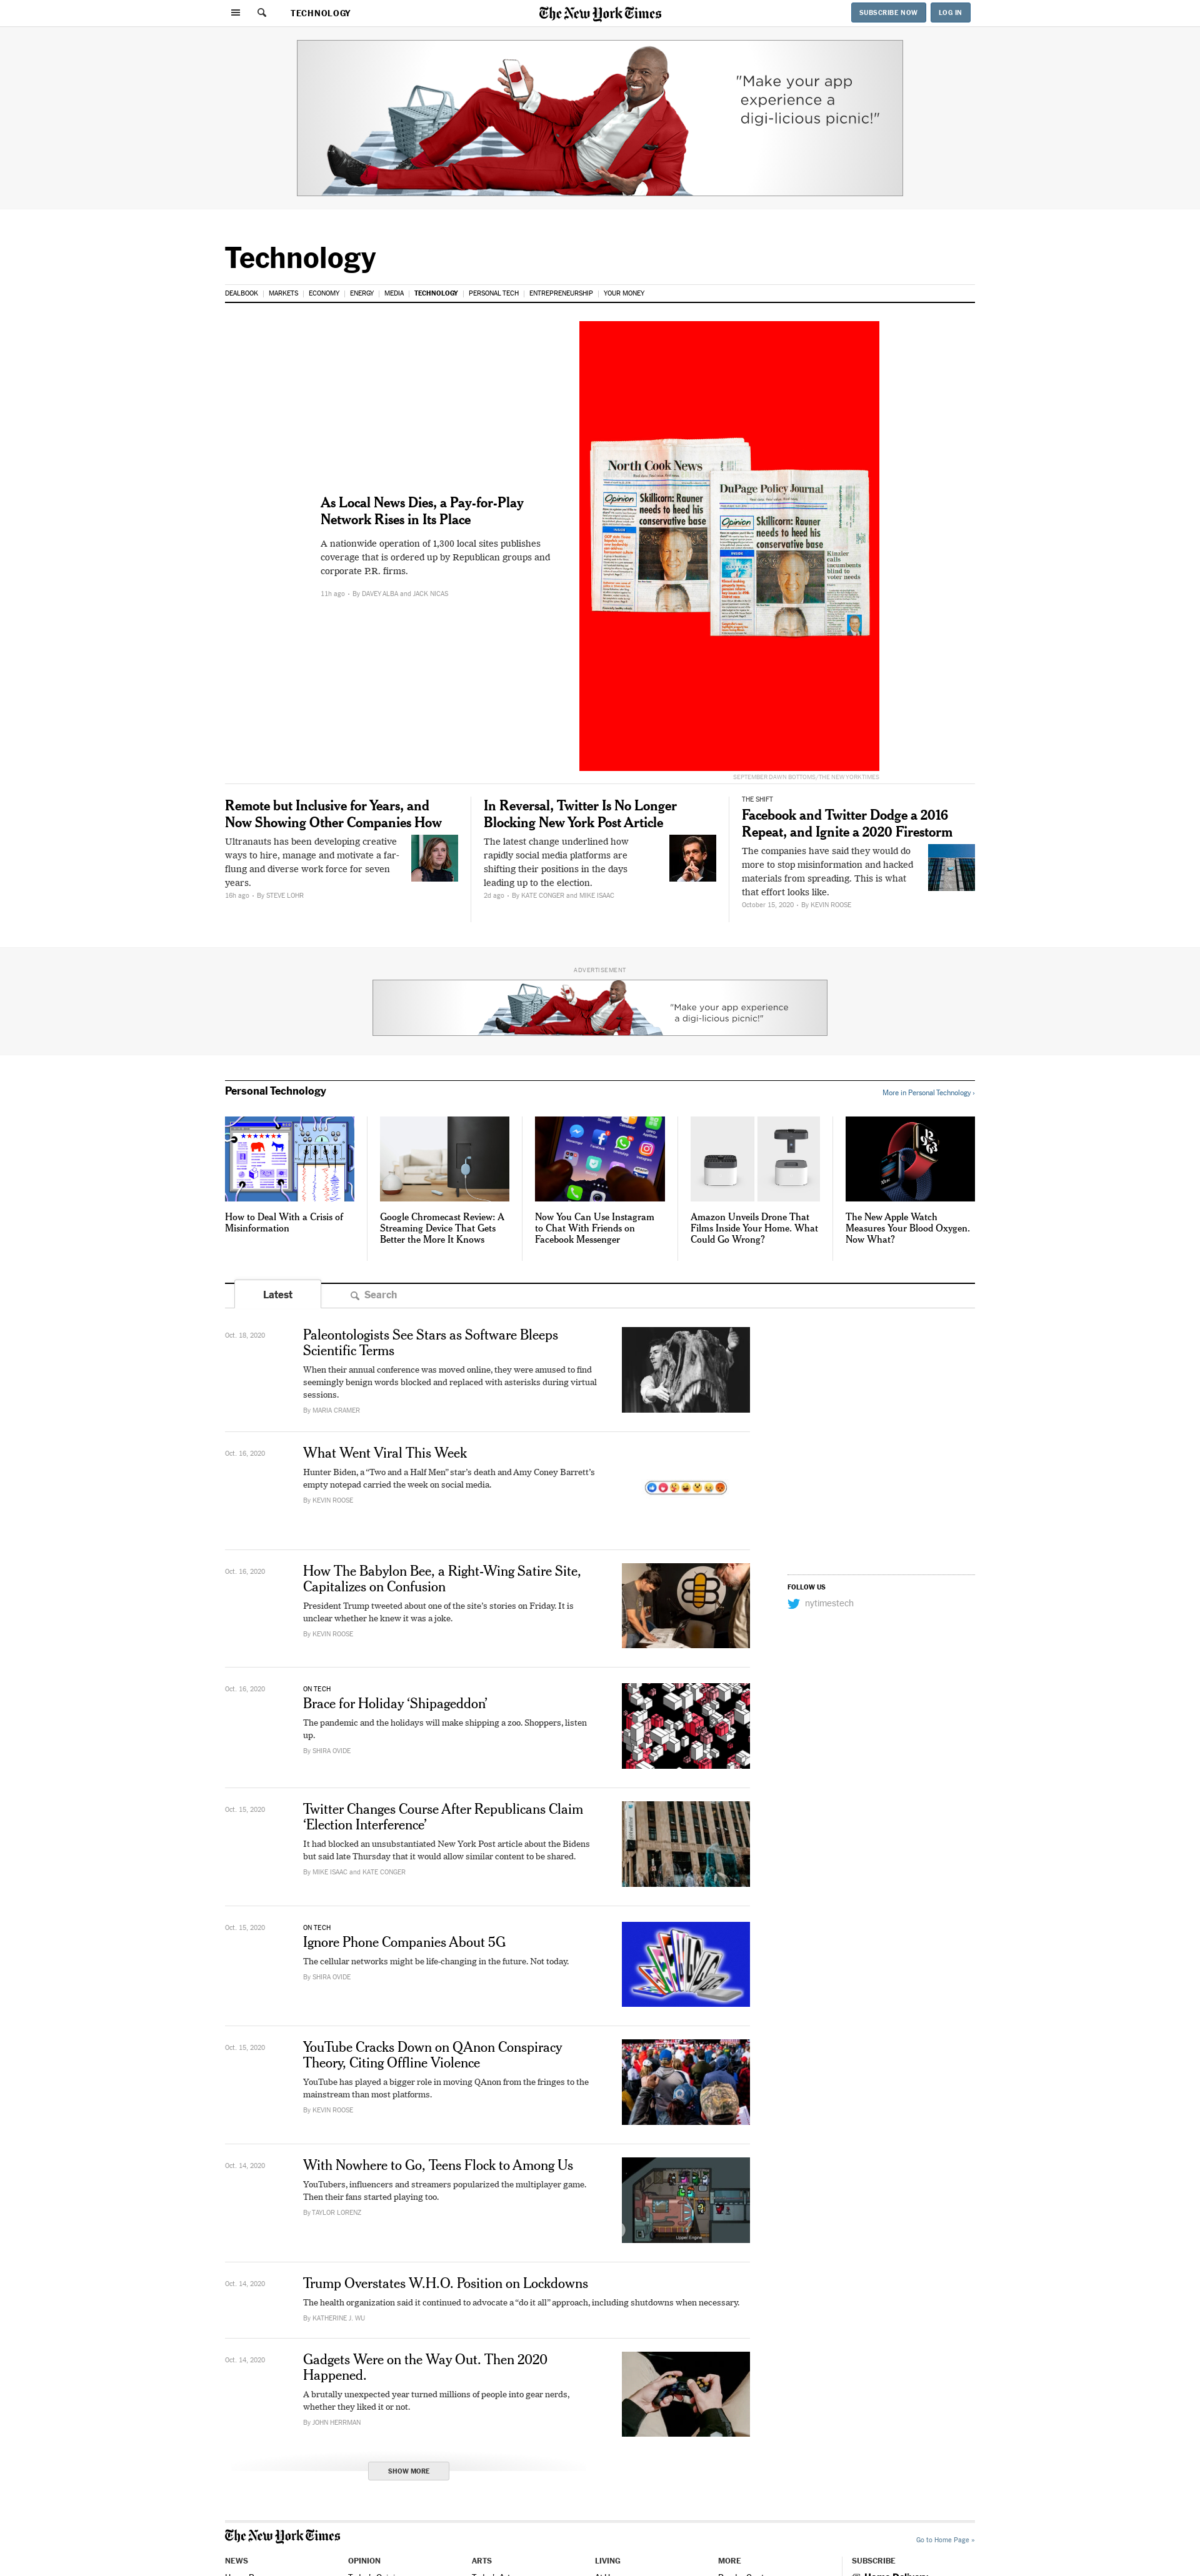 TECHNOLOGY
The New York Times
SUBSCRIBE NOW
LOG IN
"Make your app
experience a
digi-licious picnic!"
Technology
DEALBOOK
MARKETS
ECONOMY
ENERGY
MEDIA
TECHNOLOGY
PERSONAL TECH
ENTREPRENEURSHIP
YOUR MONEY
As Local News Dies, a Pay-for-Play
Network Rises in Its Place
A nationwide operation of 1,300 local sites publishes
coverage that is ordered up by Republican groups and
corporate P.R. firms.
11h ago · By DAVEY ALBA and JACK NICAS
North Cook News
Opinion
Skillicorn: Rauner
needs to heed his
conservative base
DuPage Policy Journal
Opinion
Skillicorn: Rauner
needs to heed his
conservative base
Kinzler
calls
incumbents
blind to
voter needs
SEPTEMBER DAWN BOTTOMS/THE NEW YORK TIMES
Remote but Inclusive for Years, and
Now Showing Other Companies How
Ultranauts has been developing creative
ways to hire, manage and motivate a far-
flung and diverse work force for seven
years.
16h ago · By STEVE LOHR
In Reversal, Twitter Is No Longer
Blocking New York Post Article
The latest change underlined how
rapidly social media platforms are
shifting their positions in the days
leading up to the election.
2d ago · By KATE CONGER and MIKE ISAAC
THE SHIFT
Facebook and Twitter Dodge a 2016
Repeat, and Ignite a 2020 Firestorm
The companies have said they would do
more to stop misinformation and hacked
materials from spreading. This is what
that effort looks like.
October 15, 2020 · By KEVIN ROOSE
ADVERTISEMENT
"Make your app experience
a digi-licious picnic!"
Personal Technology
More in Personal Technology ›
How to Deal With a Crisis of
Misinformation
Google Chromecast Review: A
Streaming Device That Gets
Better the More It Knows
Now You Can Use Instagram
to Chat With Friends on
Facebook Messenger
Amazon Unveils Drone That
Films Inside Your Home. What
Could Go Wrong?
The New Apple Watch
Measures Your Blood Oxygen.
Now What?
Latest
Search
Oct. 18, 2020
Paleontologists See Stars as Software Bleeps
Scientific Terms
When their annual conference was moved online, they were amused to find
seemingly benign words blocked and replaced with asterisks during virtual
sessions.
By MARIA CRAMER
Oct. 16, 2020
What Went Viral This Week
Hunter Biden, a “Two and a Half Men” star’s death and Amy Coney Barrett’s
empty notepad carried the week on social media.
By KEVIN ROOSE
Oct. 16, 2020
How The Babylon Bee, a Right-Wing Satire Site,
Capitalizes on Confusion
President Trump tweeted about one of the site’s stories on Friday. It is
unclear whether he knew it was a joke.
By KEVIN ROOSE
FOLLOW US
nytimestech
Oct. 16, 2020
ON TECH
Brace for Holiday ‘Shipageddon’
The pandemic and the holidays will make shipping a zoo. Shoppers, listen
up.
By SHIRA OVIDE
Oct. 15, 2020
Twitter Changes Course After Republicans Claim
‘Election Interference’
It had blocked an unsubstantiated New York Post article about the Bidens
but said late Thursday that it would allow similar content to be shared.
By MIKE ISAAC and KATE CONGER
Oct. 15, 2020
ON TECH
Ignore Phone Companies About 5G
The cellular networks might be life-changing in the future. Not today.
By SHIRA OVIDE
Oct. 15, 2020
YouTube Cracks Down on QAnon Conspiracy
Theory, Citing Offline Violence
YouTube has played a bigger role in moving QAnon from the fringes to the
mainstream than most platforms.
By KEVIN ROOSE
Oct. 14, 2020
With Nowhere to Go, Teens Flock to Among Us
YouTubers, influencers and streamers popularized the multiplayer game.
Then their fans started playing too.
By TAYLOR LORENZ
Upper Engine
Oct. 14, 2020
Trump Overstates W.H.O. Position on Lockdowns
The health organization said it continued to advocate a “do it all” approach, including shutdowns when necessary.
By KATHERINE J. WU
Oct. 14, 2020
Gadgets Were on the Way Out. Then 2020
Happened.
A brutally unexpected year turned millions of people into gear nerds,
whether they liked it or not.
By JOHN HERRMAN
SHOW MORE
The New York Times
Go to Home Page »
NEWS
OPINION
ARTS
LIVING
MORE
SUBSCRIBE